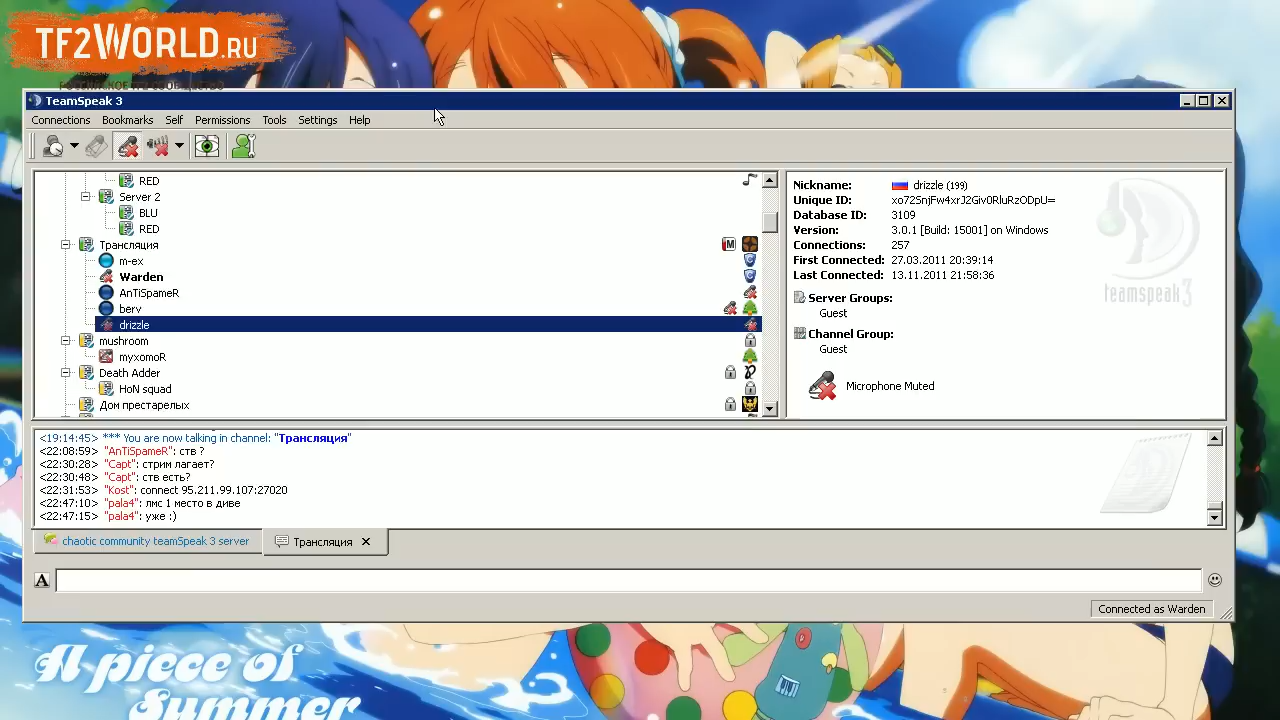 TF2WORLD.RU
TeamSpeak 3
Connections Bookmarks Self Permissions Tools Settings Help
RED
Server 2
BLU
RED
Трансляция
M
m-ex
Warden
AnTiSpameR
berv
drizzle
mushroom
myxomoR
Death Adder
HoN squad
Дом престарелых
Nickname: drizzle (199)
Unique ID: xo72SnjFw4xrJ2Giv0RluRzODpU=
Database ID: 3109
Version: 3.0.1 [Build: 15001] on Windows
Connections: 257
First Connected: 27.03.2011 20:39:14
Last Connected: 13.11.2011 21:58:36
Server Groups:
Guest
Channel Group:
Guest
Microphone Muted
teamspeak3
<19:14:45> *** You are now talking in channel: "Трансляция"
<22:08:59> "AnTiSpameR": ств ?
<22:30:28> "Capt": стрим лагает?
<22:30:48> "Capt": ств есть?
<22:31:53> "Kost": connect 95.211.99.107:27020
<22:47:10> "pala4": лмс 1 место в диве
<22:47:15> "pala4": уже :)
chaotic community teamSpeak 3 server Трансляция
A
Connected as Warden
A piece of
Summer